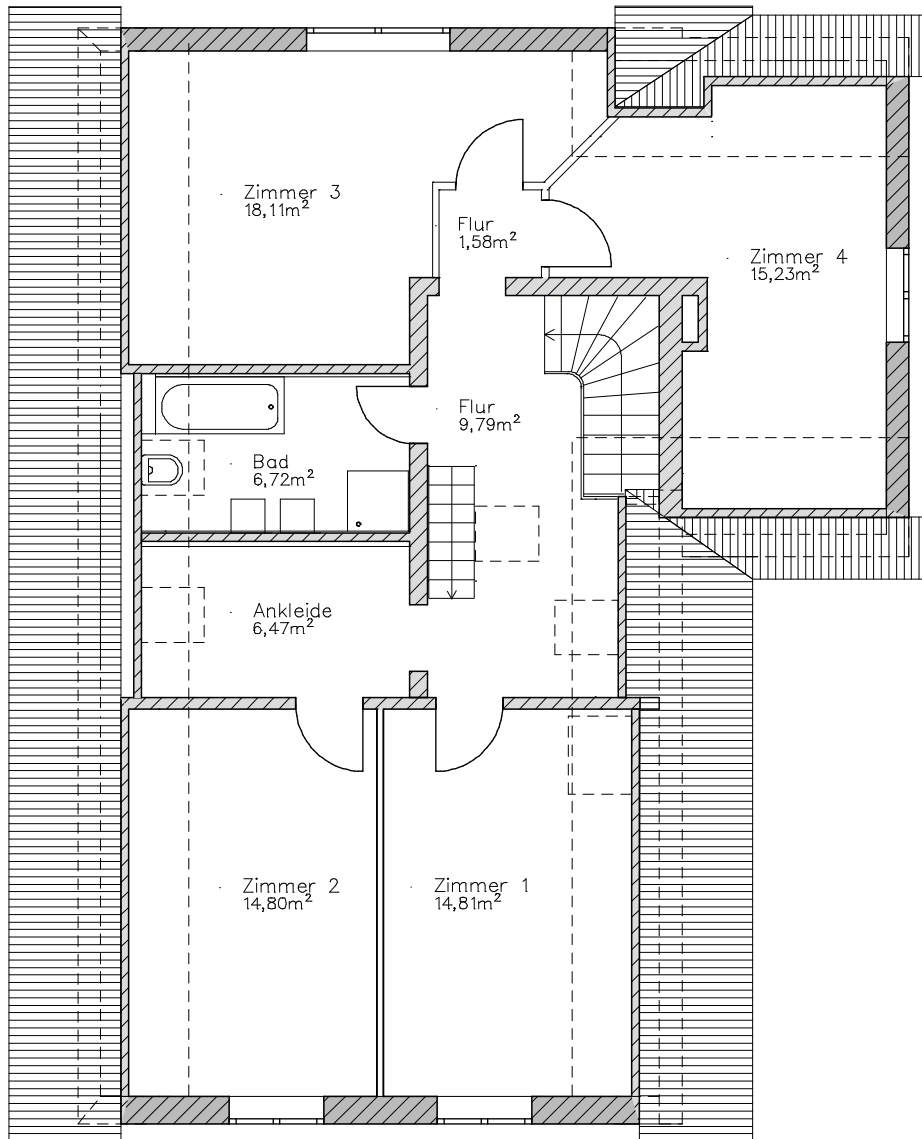 Zimmer 3
18,11m²
Flur
1,58m²
Zimmer 4
15,23m²
Flur
9,79m²
Bad
6,72m²
Ankleide
6,47m²
Zimmer 2
14,80m²
Zimmer 1
14,81m²